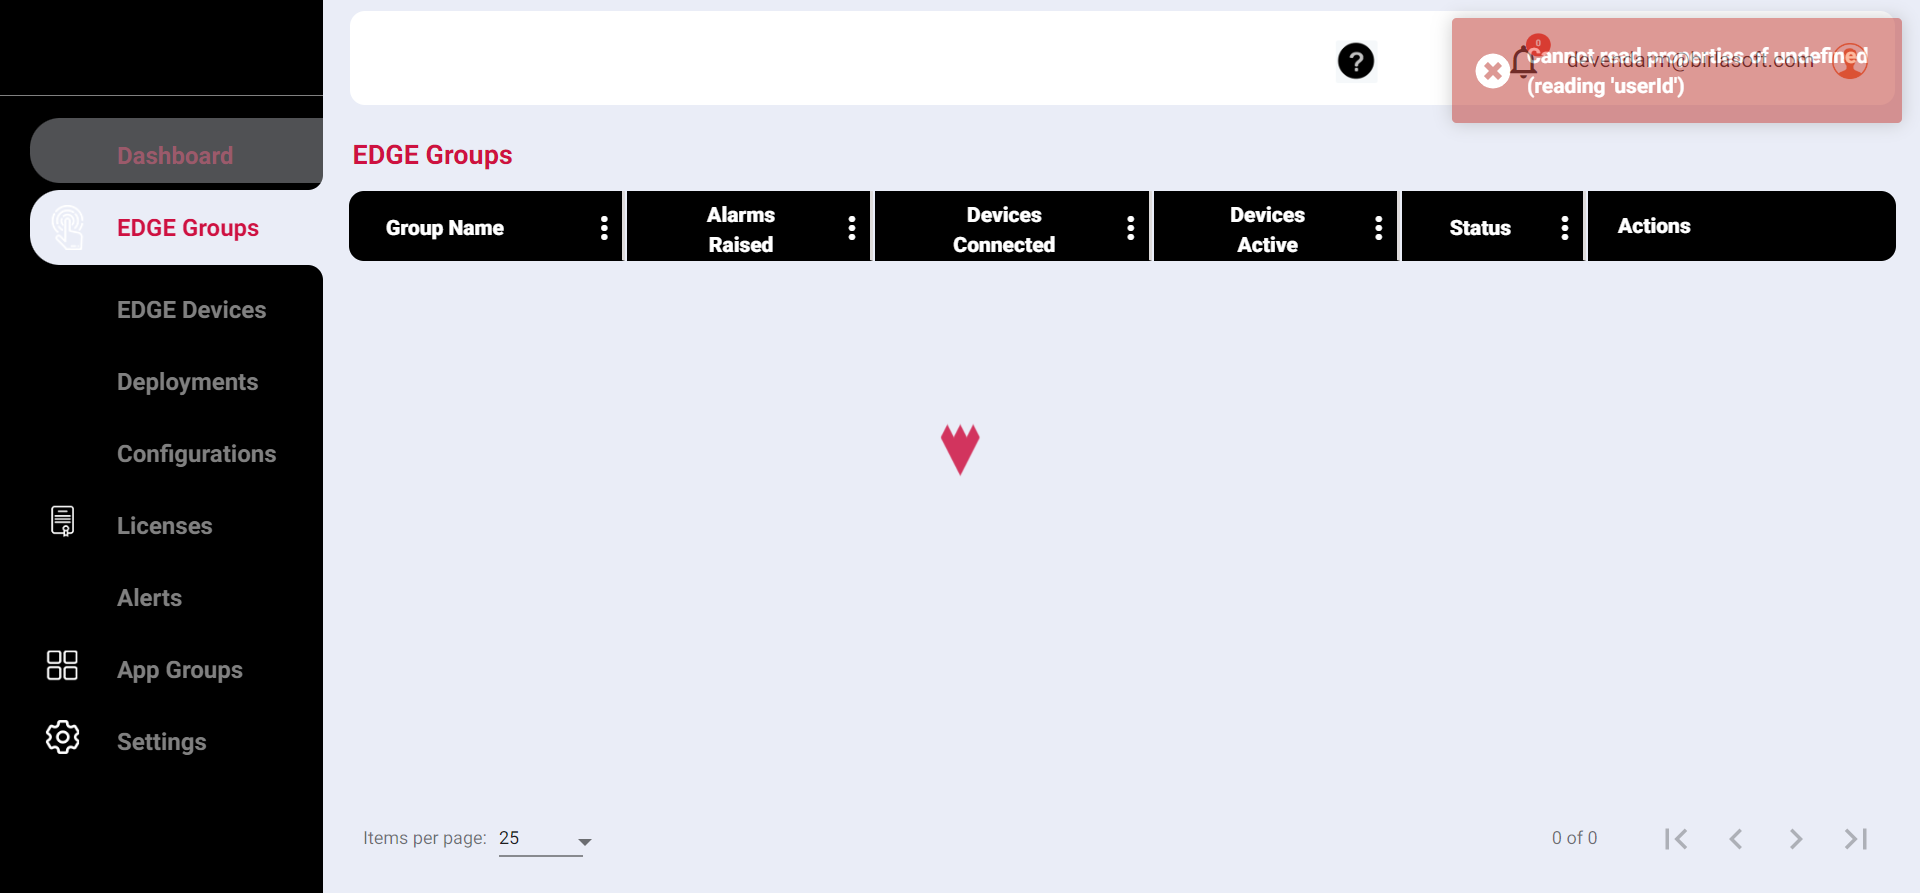 ?
0
devendarm@birlasoft.com
Cannot read properties of undefined
(reading 'userId')
Dashboard
EDGE Groups
EDGE Devices
Deployments
Configurations
Licenses
Alerts
App Groups
Settings
EDGE Groups
Group Name
Alarms
Raised
Devices
Connected
Devices
Active
Status
Actions
Items per page: 25
0 of 0